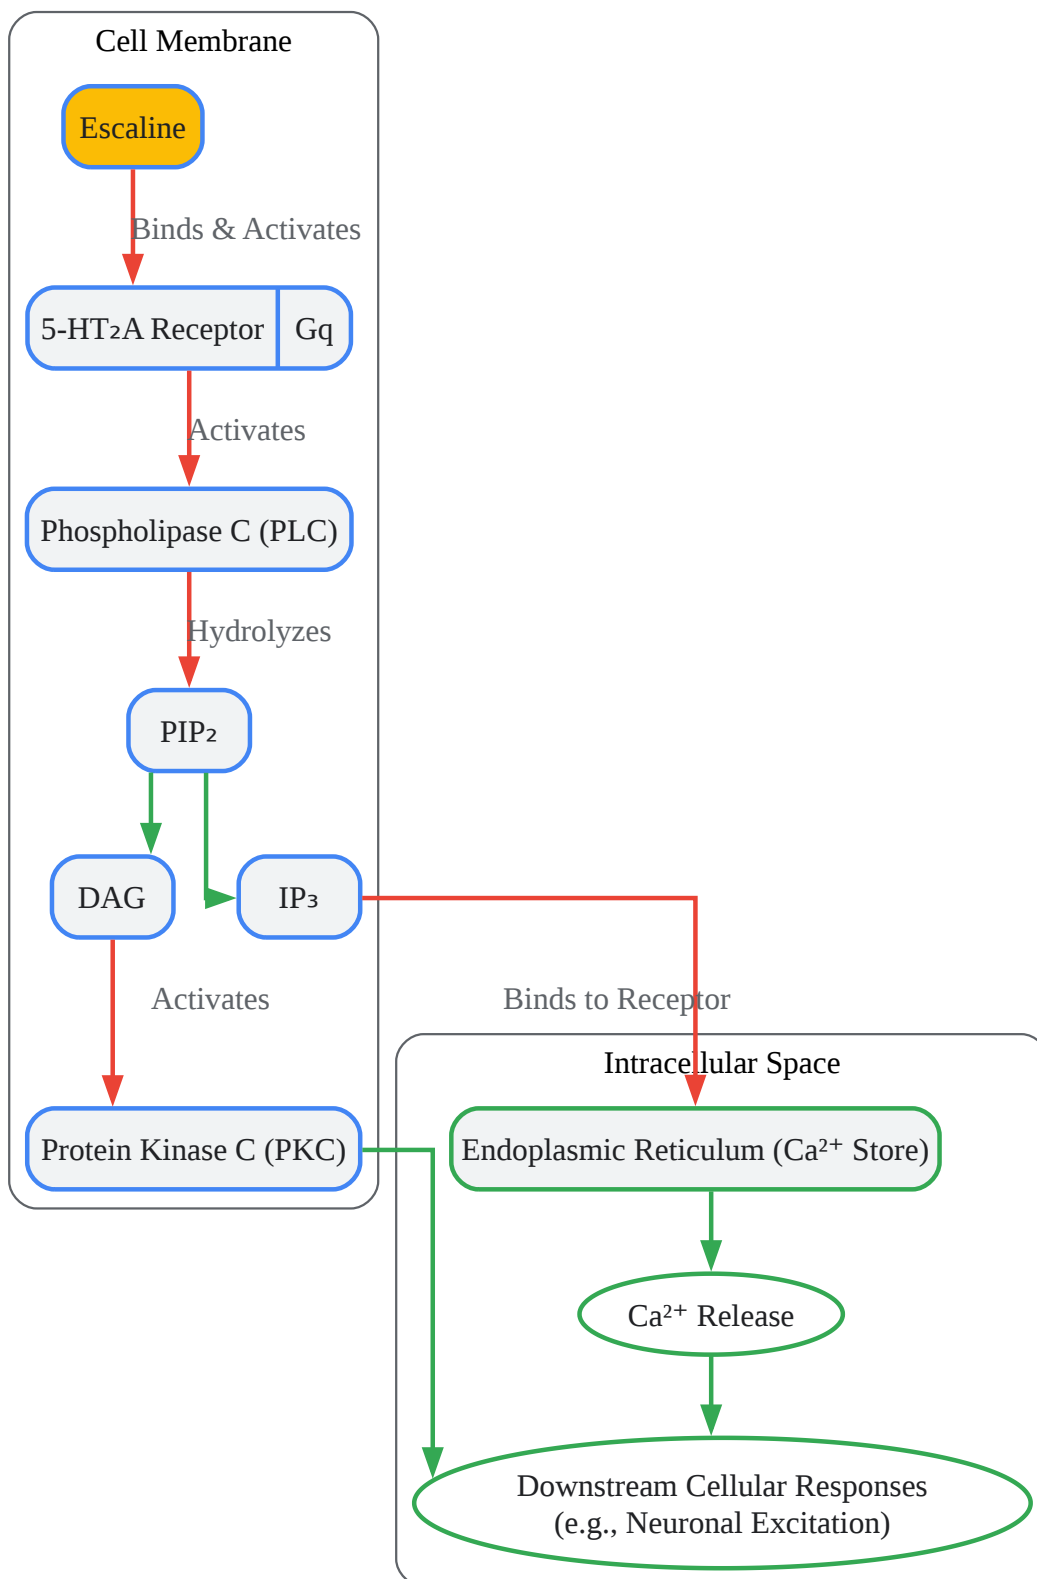 Cell Membrane
Escaline
Binds & Activates
5-HT₂A Receptor
Gq
Activates
Phospholipase C (PLC)
Hydrolyzes
PIP₂
DAG
IP₃
Activates
Binds to Receptor
Intracellular Space
Protein Kinase C (PKC)
Endoplasmic Reticulum (Ca²⁺ Store)
Ca²⁺ Release
Downstream Cellular Responses
(e.g., Neuronal Excitation)